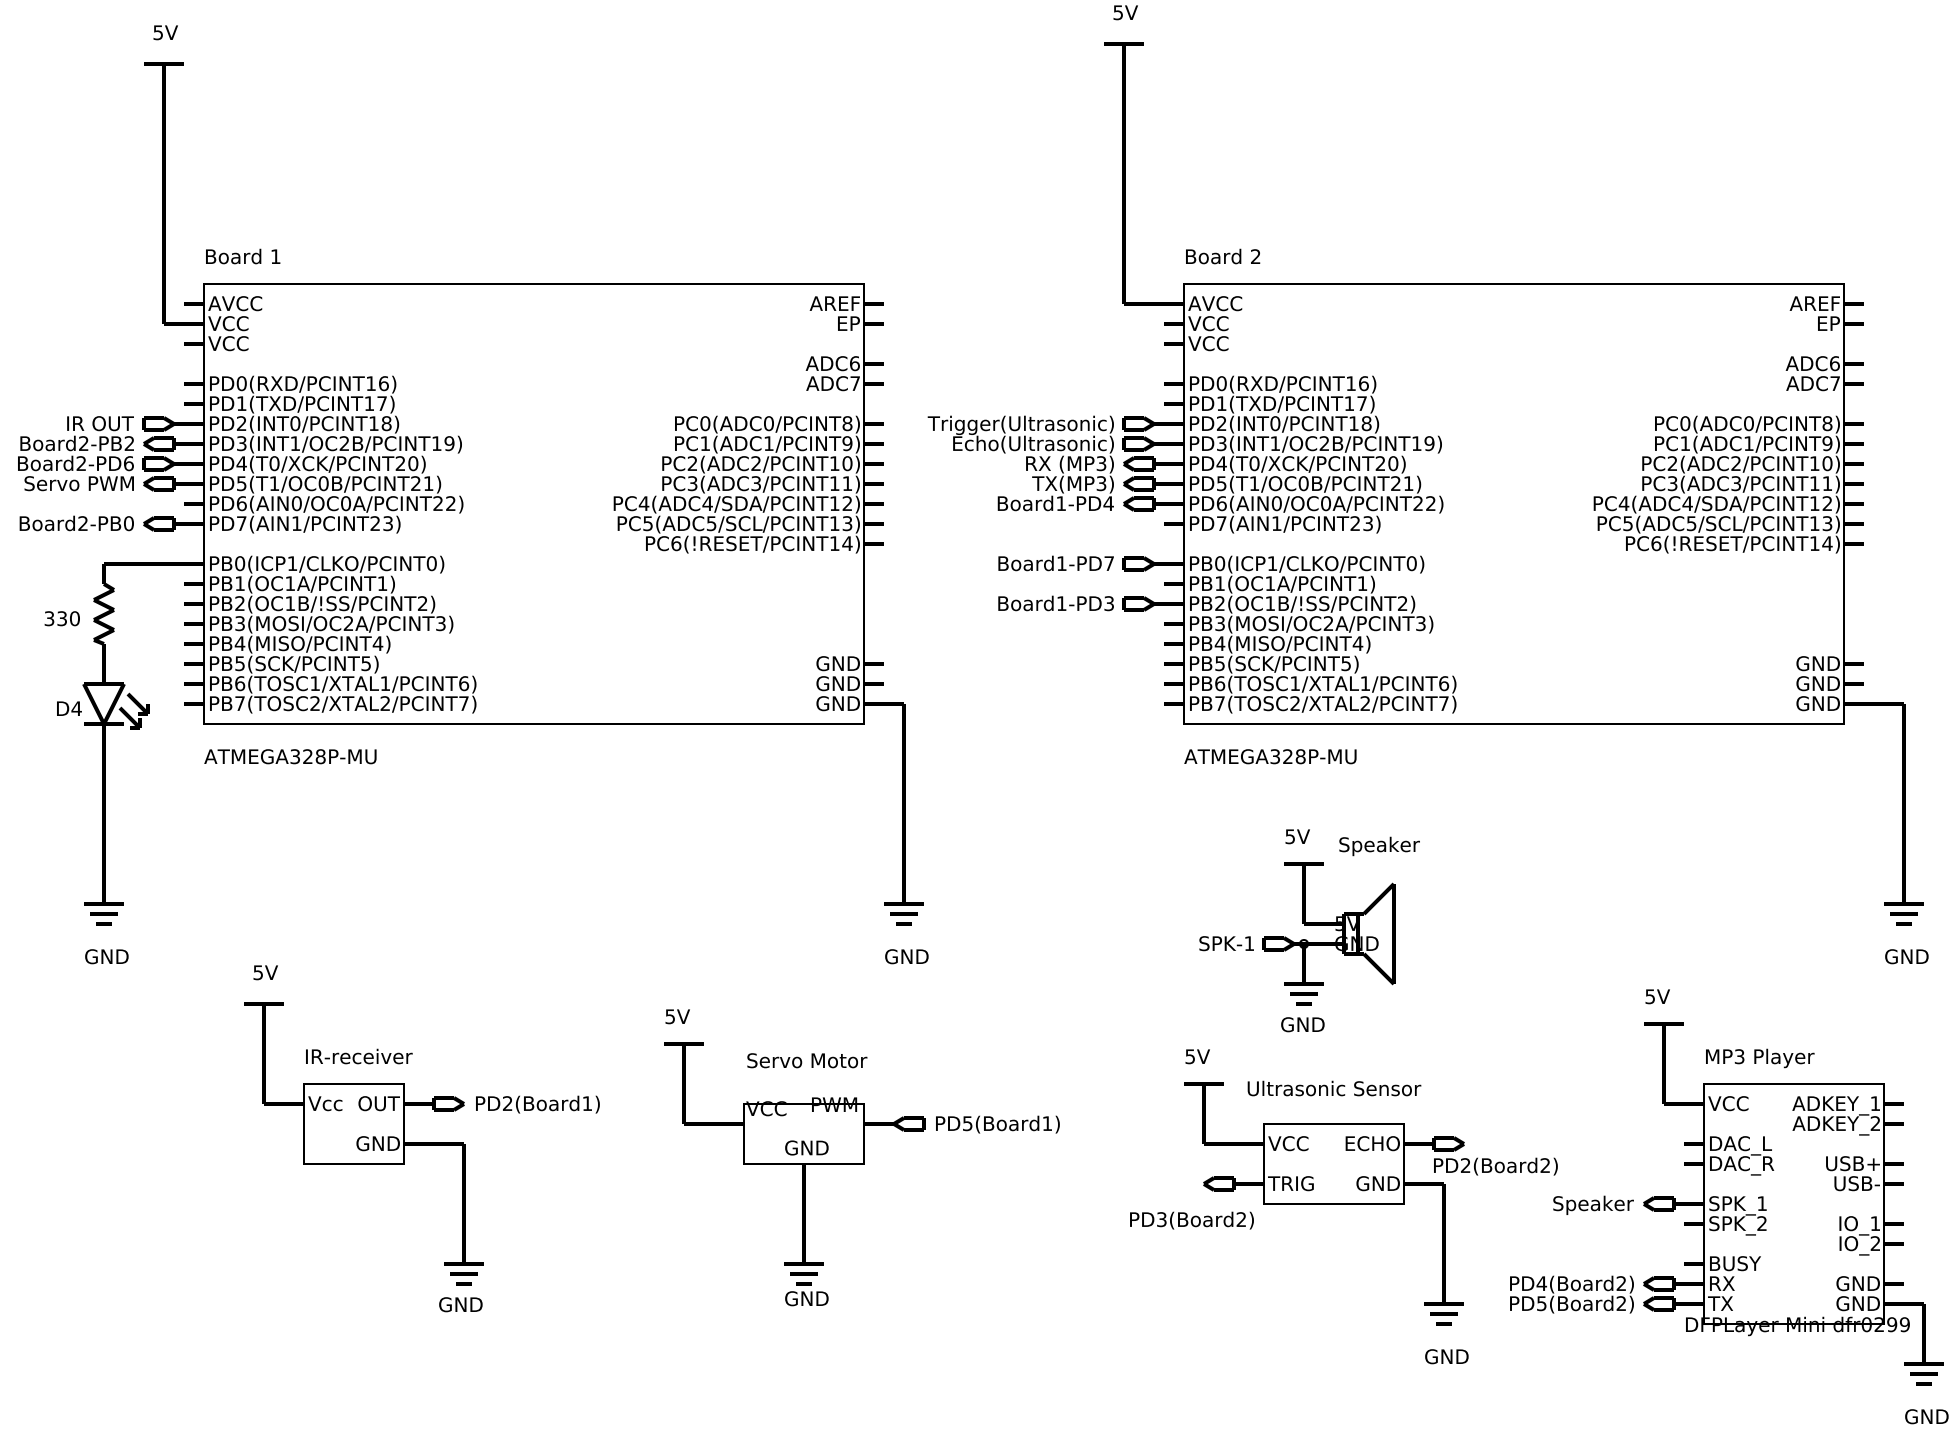 5V
5V
Board 1
AVCC
VCC
VCC
PD0(RXD/PCINT16)
PD1(TXD/PCINT17)
IR OUT PD2(INT0/PCINT18)
Board2-PB2 PD3(INT1/OC2B/PCINT19)
Board2-PD6 PD4(T0/XCK/PCINT20)
Servo PWM PD5(T1/OC0B/PCINT21)
PD6(AIN0/OC0A/PCINT22)
Board2-PB0 PD7(AIN1/PCINT23)
PB0(ICP1/CLKO/PCINT0)
PB1(OC1A/PCINT1)
PB2(OC1B/!SS/PCINT2)
PB3(MOSI/OC2A/PCINT3)
PB4(MISO/PCINT4)
PB5(SCK/PCINT5)
PB6(TOSC1/XTAL1/PCINT6)
PB7(TOSC2/XTAL2/PCINT7)
AREF
EP
ADC6
ADC7
PC0(ADC0/PCINT8)
PC1(ADC1/PCINT9)
PC2(ADC2/PCINT10)
PC3(ADC3/PCINT11)
PC4(ADC4/SDA/PCINT12)
PC5(ADC5/SCL/PCINT13)
PC6(!RESET/PCINT14)
GND
GND
GND
330
D4
ATMEGA328P-MU
GND
GND
Board 2
AVCC
VCC
VCC
PD0(RXD/PCINT16)
PD1(TXD/PCINT17)
Trigger(Ultrasonic) PD2(INT0/PCINT18)
Echo(Ultrasonic) PD3(INT1/OC2B/PCINT19)
RX (MP3) PD4(T0/XCK/PCINT20)
TX(MP3) PD5(T1/OC0B/PCINT21)
Board1-PD4 PD6(AIN0/OC0A/PCINT22)
PD7(AIN1/PCINT23)
Board1-PD7 PB0(ICP1/CLKO/PCINT0)
PB1(OC1A/PCINT1)
Board1-PD3 PB2(OC1B/!SS/PCINT2)
PB3(MOSI/OC2A/PCINT3)
PB4(MISO/PCINT4)
PB5(SCK/PCINT5)
PB6(TOSC1/XTAL1/PCINT6)
PB7(TOSC2/XTAL2/PCINT7)
AREF
EP
ADC6
ADC7
PC0(ADC0/PCINT8)
PC1(ADC1/PCINT9)
PC2(ADC2/PCINT10)
PC3(ADC3/PCINT11)
PC4(ADC4/SDA/PCINT12)
PC5(ADC5/SCL/PCINT13)
PC6(!RESET/PCINT14)
GND
GND
GND
ATMEGA328P-MU
GND
5V Speaker
5V
SPK-1 GND
GND
5V
IR-receiver
Vcc OUT PD2(Board1)
GND
GND
5V
Servo Motor
VCC PWM
PD5(Board1)
GND
GND
5V
Ultrasonic Sensor
VCC ECHO
PD2(Board2)
TRIG GND
PD3(Board2)
GND
5V
MP3 Player
VCC ADKEY_1
ADKEY_2
DAC_L
DAC_R USB+
USB-
Speaker SPK_1
SPK_2 IO_1
IO_2
BUSY
PD4(Board2) RX GND
PD5(Board2) TX GND
DFPLayer Mini dfr0299
GND